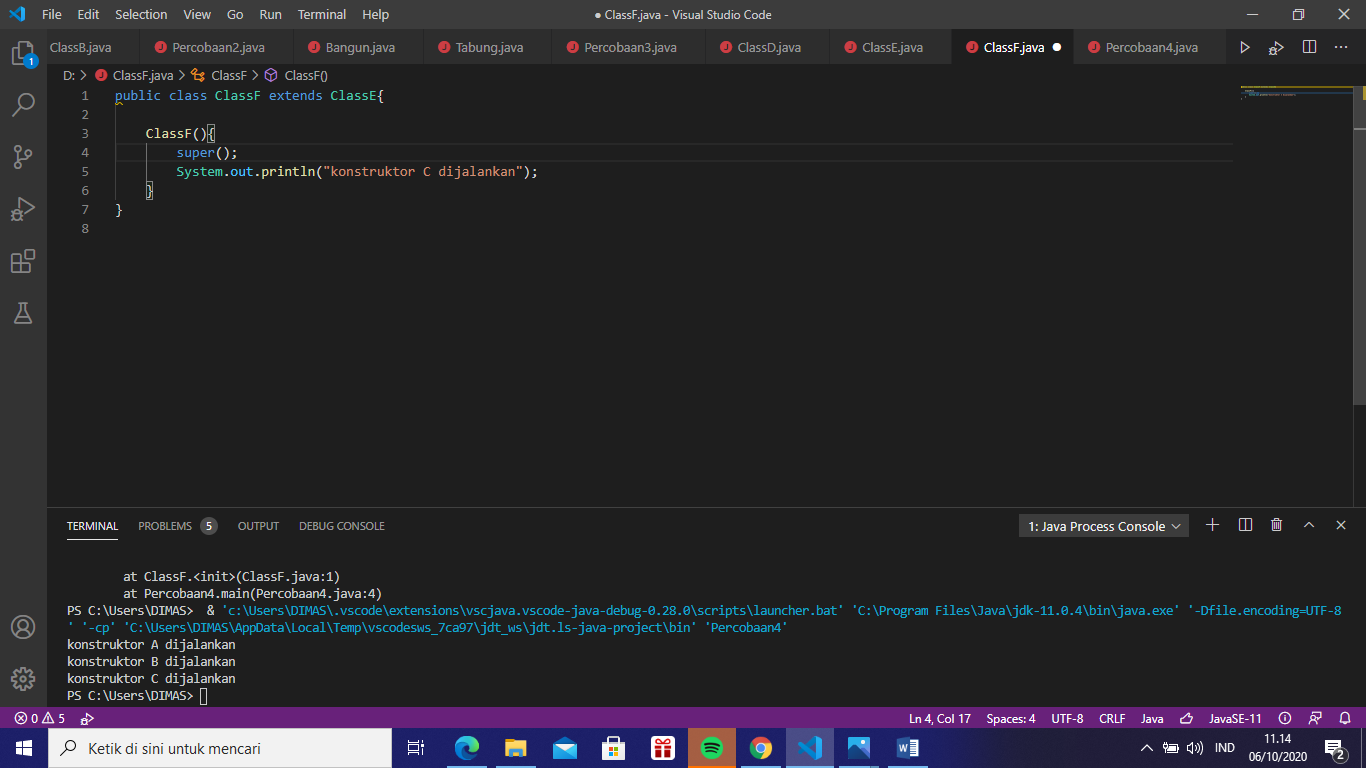 File Edit Selection View Go Run Terminal Help
● ClassF.java - Visual Studio Code
ClassB.java
Percobaan2.java
Bangun.java
Tabung.java
Percobaan3.java
ClassD.java
ClassE.java
ClassF.java ●
Percobaan4.java
D: > ClassF.java > ClassF > ClassF()
1 public class ClassF extends ClassE{
2
3     ClassF(){
4         super();
5         System.out.println("konstruktor C dijalankan");
6     }
7 }
8
1
TERMINAL PROBLEMS 5 OUTPUT DEBUG CONSOLE
1: Java Process Console
at ClassF.<init>(ClassF.java:1)
at Percobaan4.main(Percobaan4.java:4)
PS C:\Users\DIMAS>  & 'c:\Users\DIMAS\.vscode\extensions\vscjava.vscode-java-debug-0.28.0\scripts\launcher.bat' 'C:\Program Files\Java\jdk-11.0.4\bin\java.exe' '-Dfile.encoding=UTF-8
' '-cp' 'C:\Users\DIMAS\AppData\Local\Temp\vscodesws_7ca97\jdt_ws\jdt.ls-java-project\bin' 'Percobaan4'
konstruktor A dijalankan
konstruktor B dijalankan
konstruktor C dijalankan
PS C:\Users\DIMAS>
0 5
Ln 4, Col 17 Spaces: 4 UTF-8 CRLF Java JavaSE-11
Ketik di sini untuk mencari
IND
11.14
06/10/2020
2